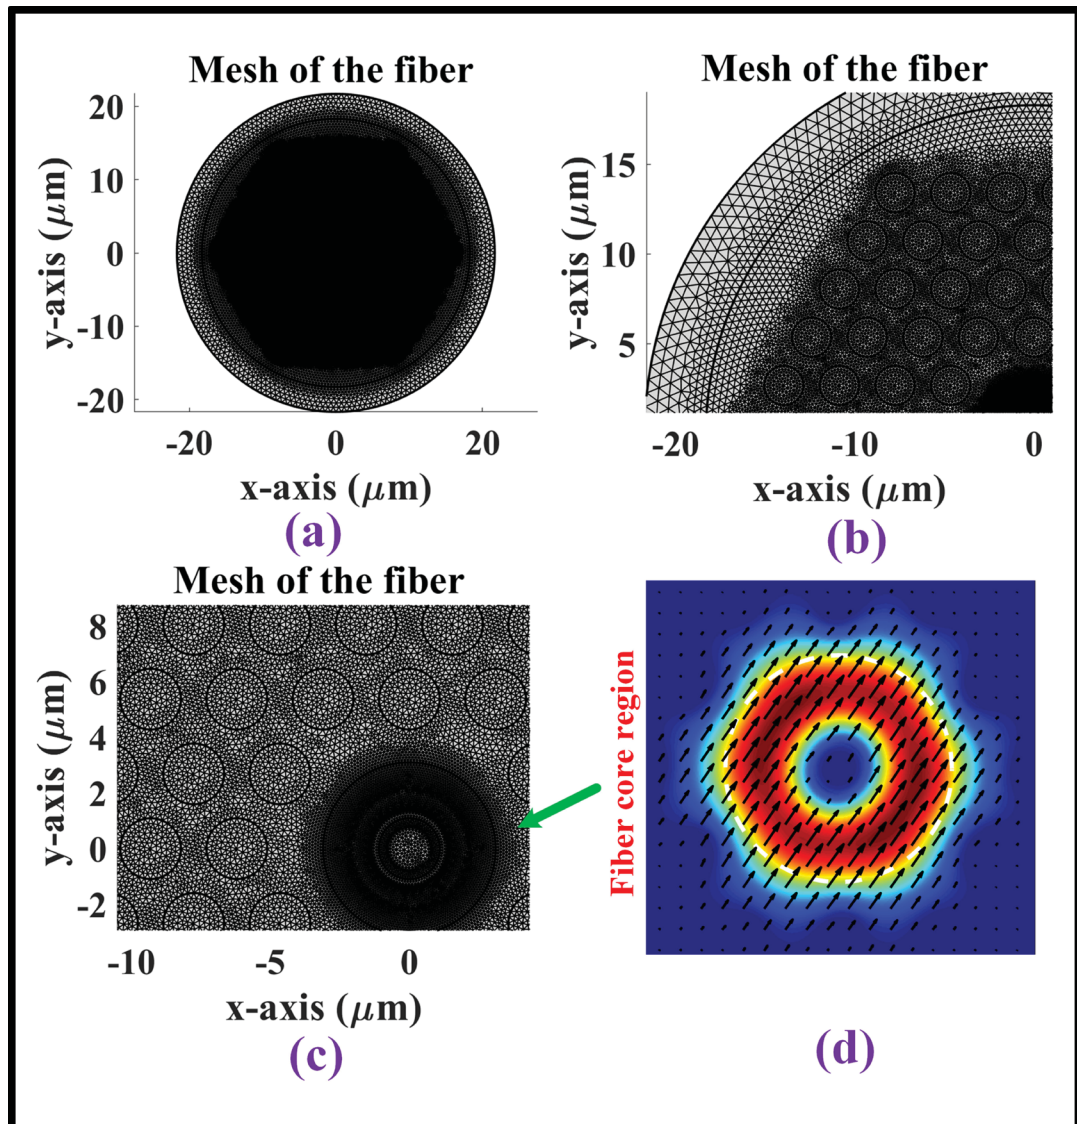 Mesh of the fiber
20
10
0
-10
-20
y-axis (μm)
-20 0 20
x-axis (μm)
(a)
Mesh of the fiber
15
10
5
y-axis (μm)
-20 -10 0
x-axis (μm)
(b)
Mesh of the fiber
8
6
4
2
0
-2
y-axis (μm)
-10 -5 0
x-axis (μm)
(c)
Fiber core region
(d)